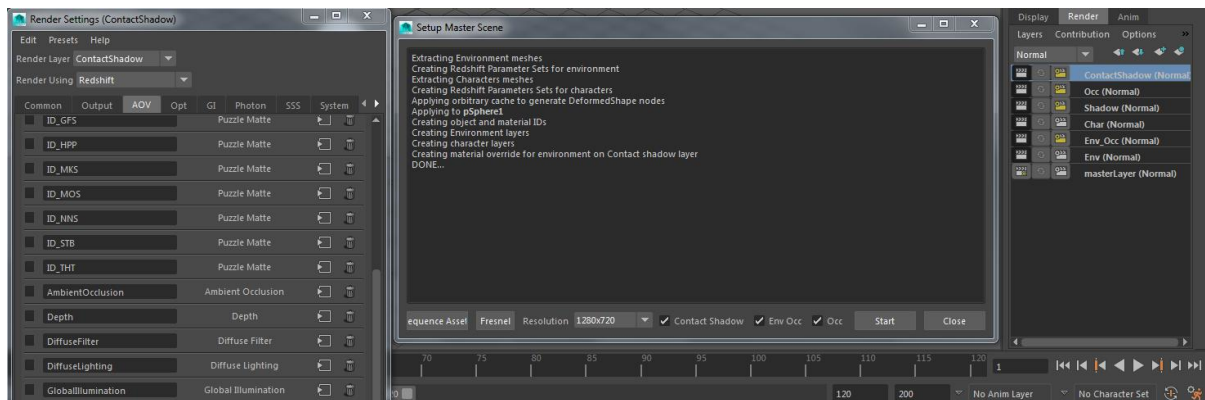 Render Settings (ContactShadow)
Edit Presets Help
Render Layer ContactShadow
Render Using Redshift
Common Output AOV Opt GI Photon SSS System
ID_GFS Puzzle Matte
ID_HPP Puzzle Matte
ID_MKS Puzzle Matte
ID_MOS Puzzle Matte
ID_NNS Puzzle Matte
ID_STB Puzzle Matte
ID_THT Puzzle Matte
AmbientOcclusion Ambient Occlusion
Depth Depth
DiffuseFilter Diffuse Filter
DiffuseLighting Diffuse Lighting
GlobalIllumination Global Illumination
Setup Master Scene
Extracting Environment meshes
Creating Redshift Parameter Sets for environment
Extracting Characters meshes
Creating Redshift Parameters Sets for characters
Applying orbitrary cache to generate DeformedShape nodes
Applying to pSphere1
Creating object and material IDs
Creating Environment layers
Creating character layers
Creating material override for environment on Contact shadow layer
DONE...
equence Asset Fresnel Resolution 1280x720 Contact Shadow Env Occ Occ Start Close
Display Render Anim
Layers Contribution Options »
Normal
ContactShadow (Normal
Occ (Normal)
Shadow (Normal)
Char (Normal)
Env_Occ (Normal)
Env (Normal)
masterLayer (Normal)
70 75 80 85 90 95 100 105 110 115 120 1
120 200 No Anim Layer No Character Set